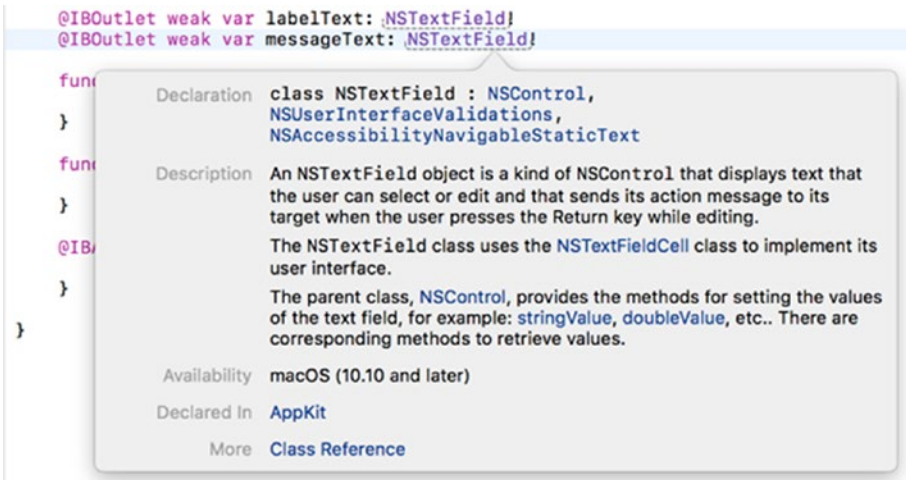 @IBOutlet weak var labelText: NSTextField!
@IBOutlet weak var messageText: NSTextField!
func
Declaration class NSTextField : NSControl,
NSUserInterfaceValidations,
NSAccessibilityNavigableStaticText
}
func
Description An NSTextField object is a kind of NSControl that displays text that
the user can select or edit and that sends its action message to its
target when the user presses the Return key while editing.
}
@IBA
The NSTextField class uses the NSTextFieldCell class to implement its
user interface.
}
The parent class, NSControl, provides the methods for setting the values
of the text field, for example: stringValue, doubleValue, etc.. There are
corresponding methods to retrieve values.
}
Availability macOS (10.10 and later)
Declared In AppKit
More Class Reference